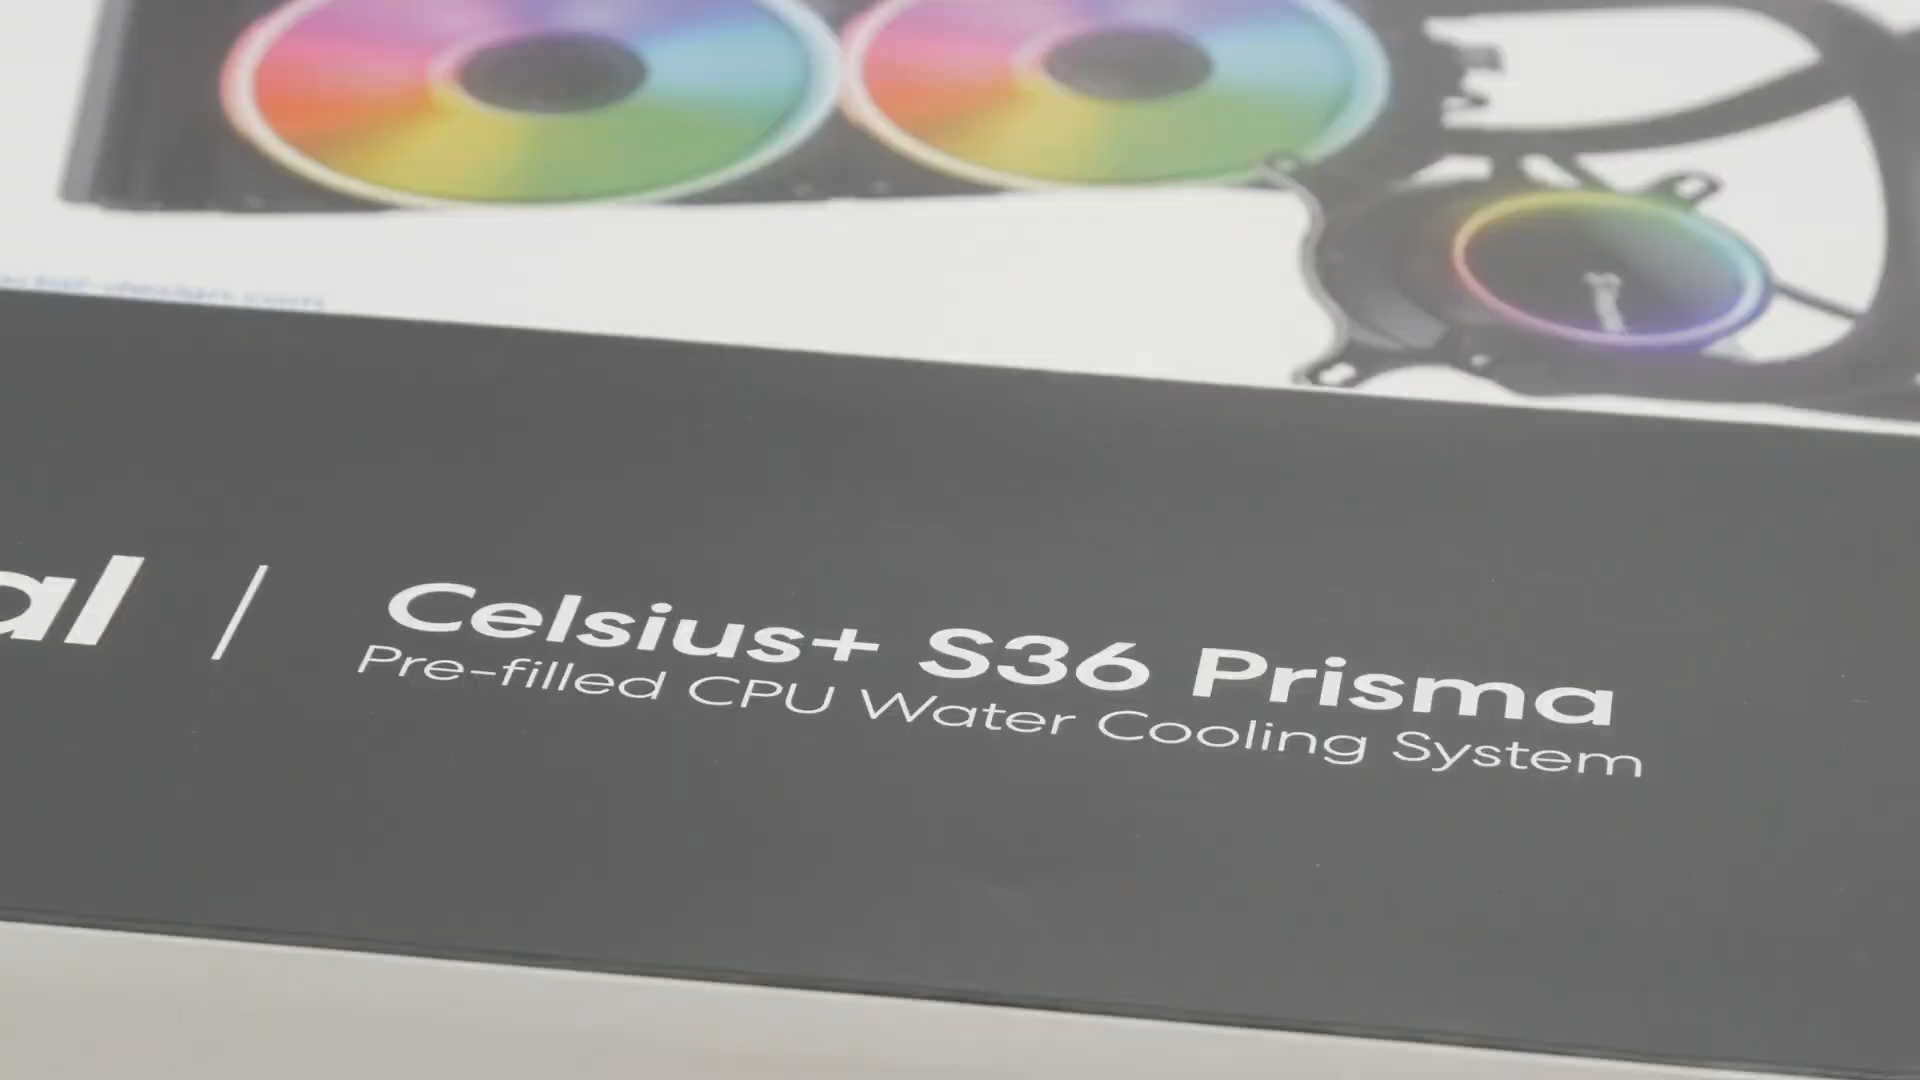 al | Celsius+ S36 Prisma
Pre-filled CPU Water Cooling System